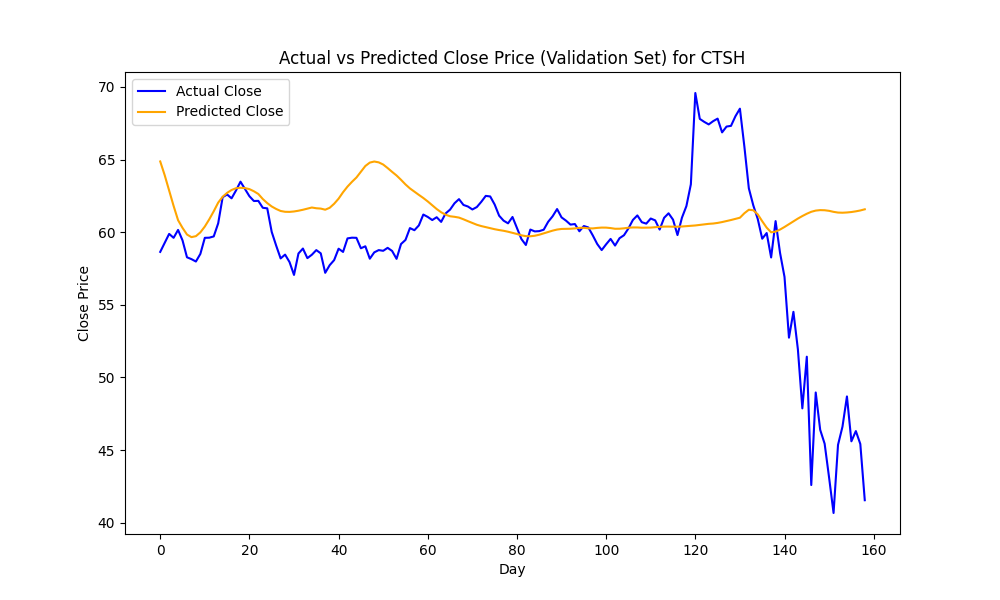 Actual vs Predicted Close Price (Validation Set) for CTSH
Actual Close
Predicted Close
Close Price
70
65
60
55
50
45
40
0 20 40 60 80 100 120 140 160
Day